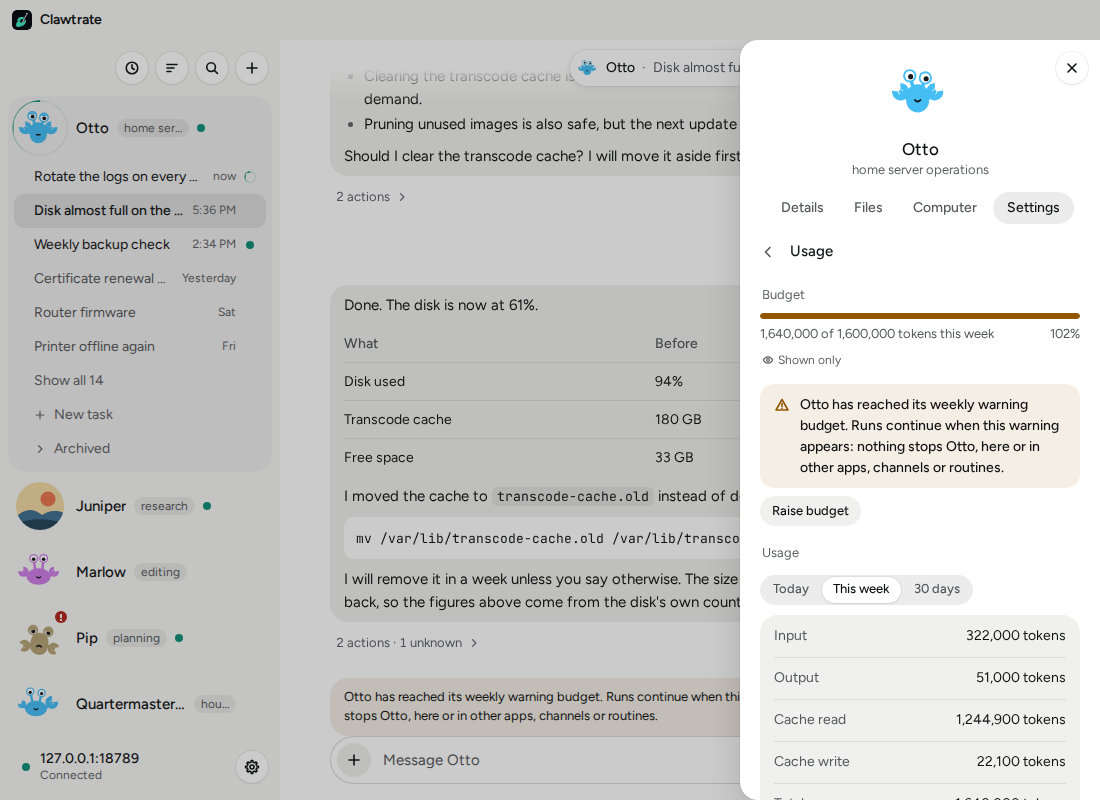 Clawtrate
Otto home ser...
Rotate the logs on every ... now
Disk almost full on the ... 5:36 PM
Weekly backup check 2:34 PM
Certificate renewal ... Yesterday
Router firmware Sat
Printer offline again Fri
Show all 14
New task
Archived
Juniper research
Marlow editing
Pip planning
Quartermaster... hou...
127.0.0.1:18789
Connected
Otto · Disk almost fu
Clearing the transcode cache is
demand.
Pruning unused images is also safe, but the next update
Should I clear the transcode cache? I will move it aside first
2 actions
Done. The disk is now at 61%.
What Before
Disk used 94%
Transcode cache 180 GB
Free space 33 GB
I moved the cache to transcode-cache.old instead of d
mv /var/lib/transcode-cache.old /var/lib/transco
I will remove it in a week unless you say otherwise. The size
back, so the figures above come from the disk's own count
2 actions · 1 unknown
Otto has reached its weekly warning budget. Runs continue when thi
stops Otto, here or in other apps, channels or routines.
Message Otto
Otto
home server operations
Details Files Computer Settings
Usage
Budget
1,640,000 of 1,600,000 tokens this week 102%
Shown only
Otto has reached its weekly warning
budget. Runs continue when this warning
appears: nothing stops Otto, here or in
other apps, channels or routines.
Raise budget
Usage
Today This week 30 days
Input 322,000 tokens
Output 51,000 tokens
Cache read 1,244,900 tokens
Cache write 22,100 tokens